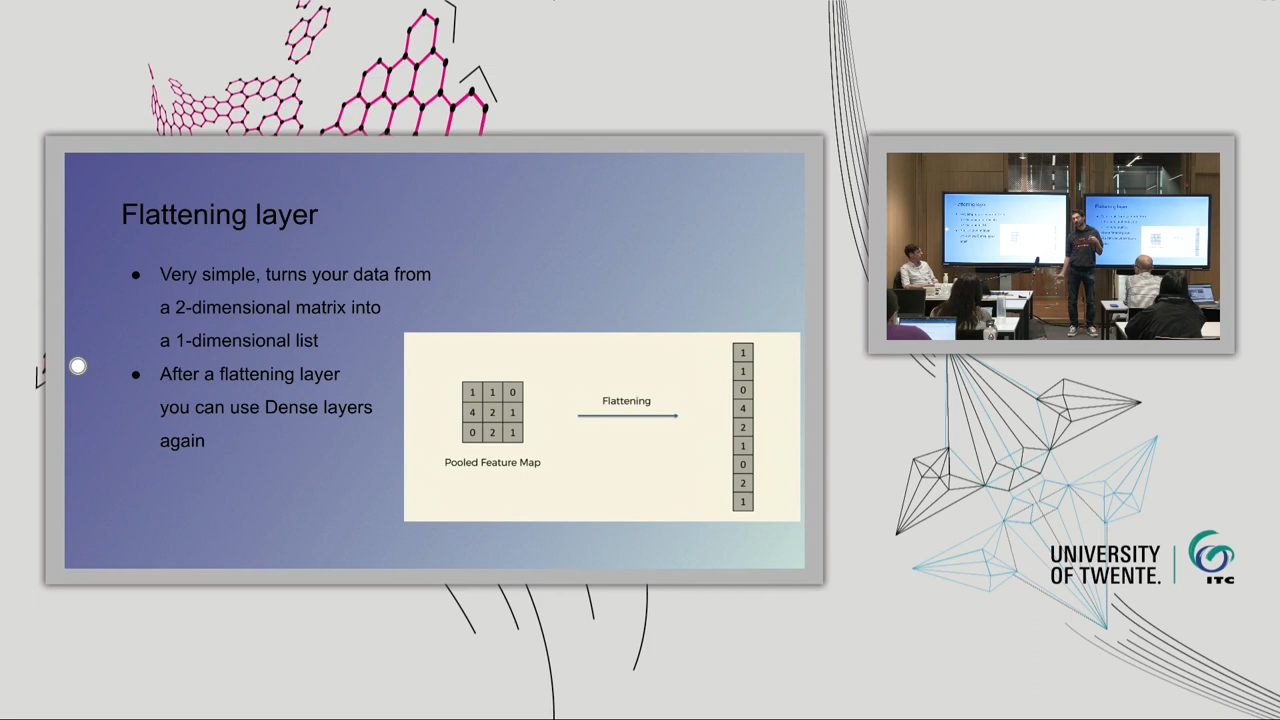 Flattening layer
● Very simple, turns your data from
a 2-dimensional matrix into
a 1-dimensional list
● After a flattening layer
you can use Dense layers
again
1 1 0
4 2 1
0 2 1
Pooled Feature Map
Flattening
1
1
0
4
2
1
0
2
1
Flattening layer
UNIVERSITY
OF TWENTE.
ITC